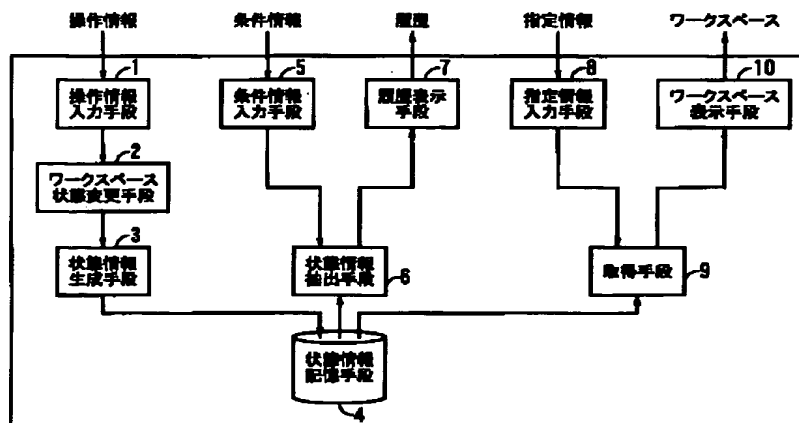 操作情報
条件情報
履歴
指定情報
ワークスペース
1
操作情報
入力手段
5
条件情報
入力手段
7
履歴表示
手段
8
指定情報
入力手段
10
ワークスペース
表示手段
2
ワークスペース
状態変更手段
3
状態情報
生成手段
状態情報
抽出手段
6
取得手段
9
状態情報
記憶手段
4